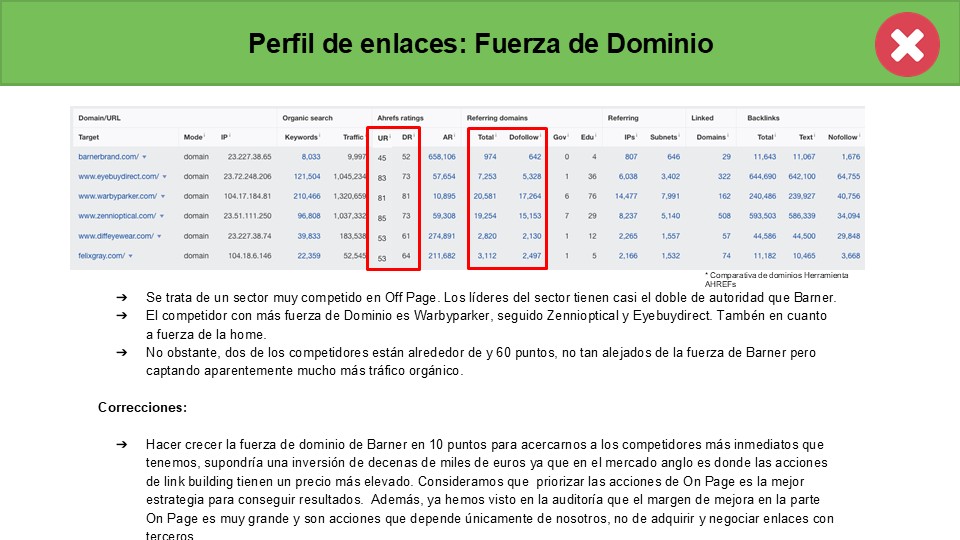 Perfil de enlaces: Fuerza de Dominio
Domain/URL Organic search Ahrefs ratings Referring domains Referring Linked Backlinks
Target Mode IP Keywords Traffic UR DR AR Total Dofollow Gov Edu IPs Subnets Domains Total Text Nofollow
barnerbrand.com/ domain 23.227.38.65 8,033 9,997 45 52 658,106 974 642 0 4 807 646 29 11,643 11,067 1,676
www.eyebuydirect.com/ domain 23.72.248.206 121,504 1,045,234 83 73 57,654 7,253 5,328 1 36 6,038 3,402 322 644,690 642,100 64,755
www.warbyparker.com/ domain 104.17.184.81 210,466 1,320,659 81 81 10,895 20,581 17,264 6 76 14,477 7,991 162 240,486 239,927 40,756
www.zennioptical.com/ domain 23.51.111.250 96,808 1,037,332 85 73 59,308 19,254 15,153 7 29 8,237 5,140 508 593,503 586,339 34,094
www.diffeyewear.com/ domain 23.227.38.74 39,833 183,538 53 61 274,891 2,820 2,130 1 12 2,265 1,557 57 44,586 44,500 29,848
felixgray.com/ domain 104.18.6.146 22,359 52,545 53 64 211,682 3,112 2,497 1 5 2,166 1,532 74 11,182 10,465 3,668
* Comparativa de dominios Herramienta
AHREFs
➔ Se trata de un sector muy competido en Off Page. Los líderes del sector tienen casi el doble de autoridad que Barner.
➔ El competidor con más fuerza de Dominio es Warbyparker, seguido Zennioptical y Eyebuydirect. Tambén en cuanto
a fuerza de la home.
➔ No obstante, dos de los competidores están alrededor de y 60 puntos, no tan alejados de la fuerza de Barner pero
captando aparentemente mucho más tráfico orgánico.
Correcciones:
➔ Hacer crecer la fuerza de dominio de Barner en 10 puntos para acercarnos a los competidores más inmediatos que
tenemos, supondría una inversión de decenas de miles de euros ya que en el mercado anglo es donde las acciones
de link building tienen un precio más elevado. Consideramos que priorizar las acciones de On Page es la mejor
estrategia para conseguir resultados. Además, ya hemos visto en la auditoría que el margen de mejora en la parte
On Page es muy grande y son acciones que depende únicamente de nosotros, no de adquirir y negociar enlaces con
terceros